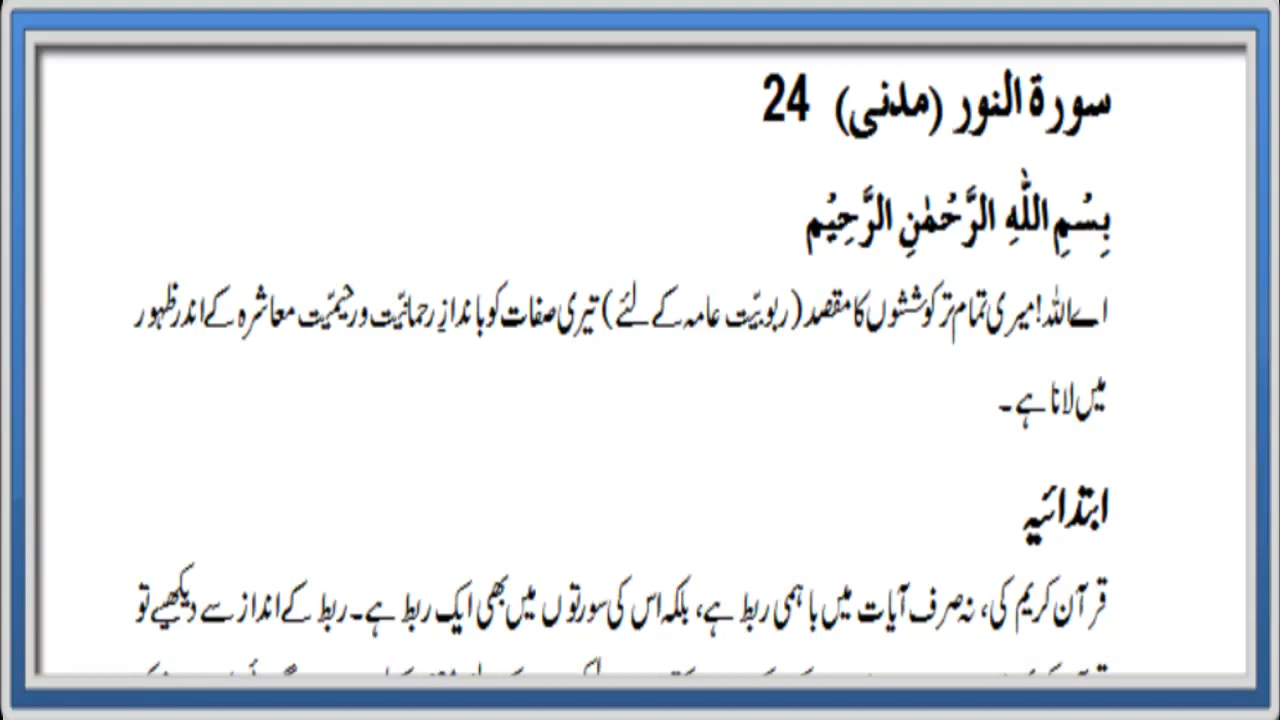 سورۃ النور (مدنی) 24
بِسْمِ اللّٰهِ الرَّحْمٰنِ الرَّحِیْم
اے اللہ! میری تمام تر کوششوں کا مقصد (ربوبیّت عامہ کے لئے) تیری صفات کو باندازِ رحمانیّت ورحیمیّت معاشرہ کے اندر ظہور
میں لانا ہے۔
ابتدائیہ
قرآن کریم کی، نہ صرف آیات میں باہمی ربط ہے، بلکہ اس کی سورتوں میں بھی ایک ربط ہے۔ ربط کے انداز سے دیکھیے تو